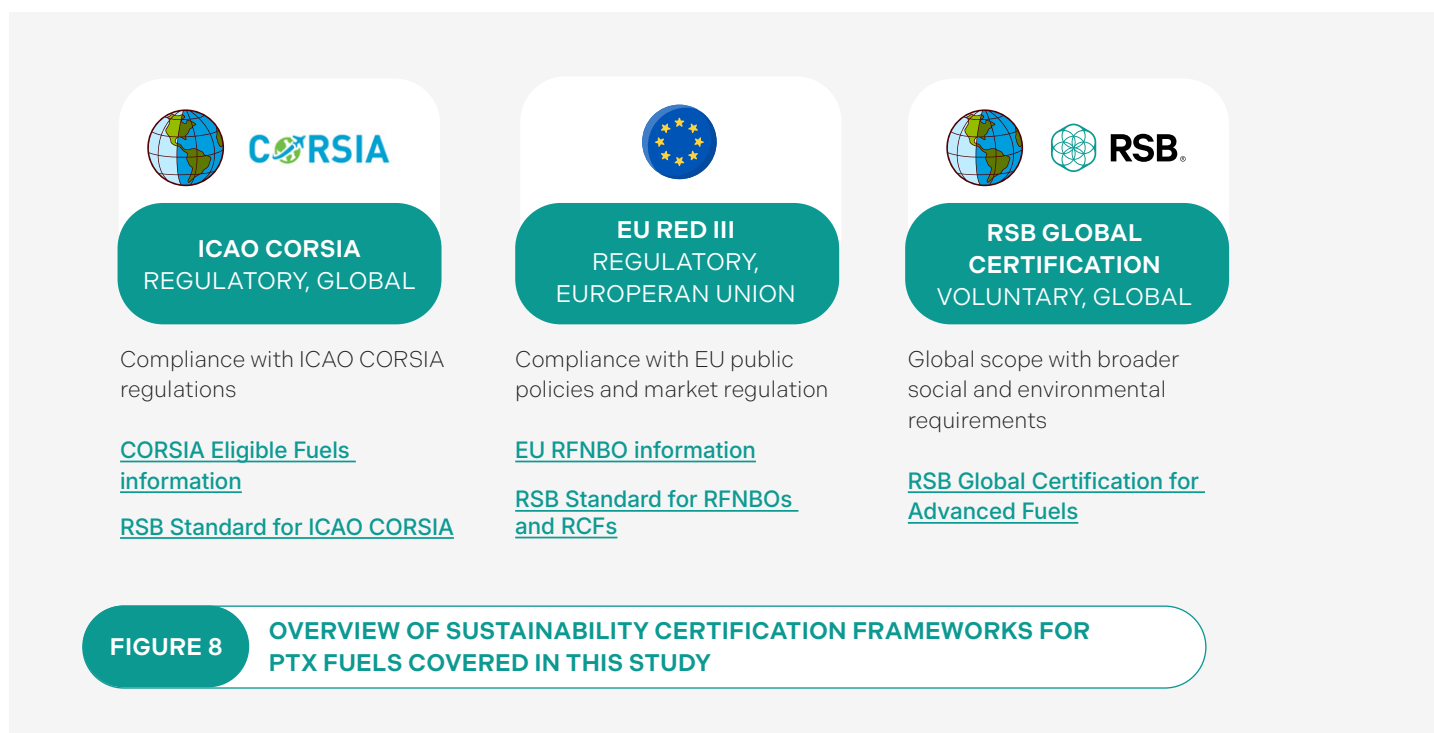 CORSIA
RSB®
ICAO CORSIA
REGULATORY, GLOBAL
EU RED III
REGULATORY,
EUROPERAN UNION
RSB GLOBAL
CERTIFICATION
VOLUNTARY, GLOBAL
Compliance with ICAO CORSIA
regulations
CORSIA Eligible Fuels
information
RSB Standard for ICAO CORSIA
Compliance with EU public
policies and market regulation
EU RFNBO information
RSB Standard for RFNBOs
and RCFs
Global scope with broader
social and environmental
requirements
RSB Global Certification for
Advanced Fuels
FIGURE 8
OVERVIEW OF SUSTAINABILITY CERTIFICATION FRAMEWORKS FOR
PTX FUELS COVERED IN THIS STUDY